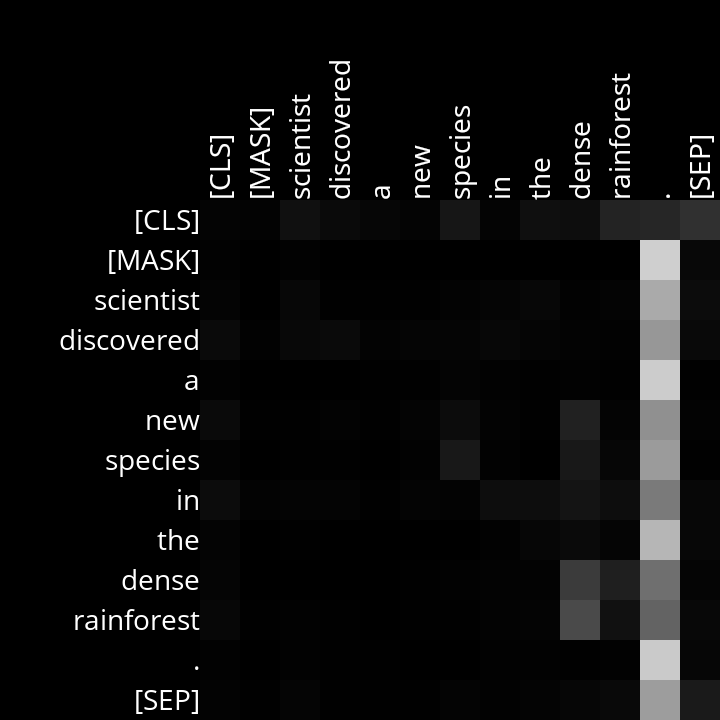 [CLS] [MASK] scientist discovered a new species in the dense rainforest . [SEP]
[CLS]
[MASK]
scientist
discovered
a
new
species
in
the
dense
rainforest
.
[SEP]